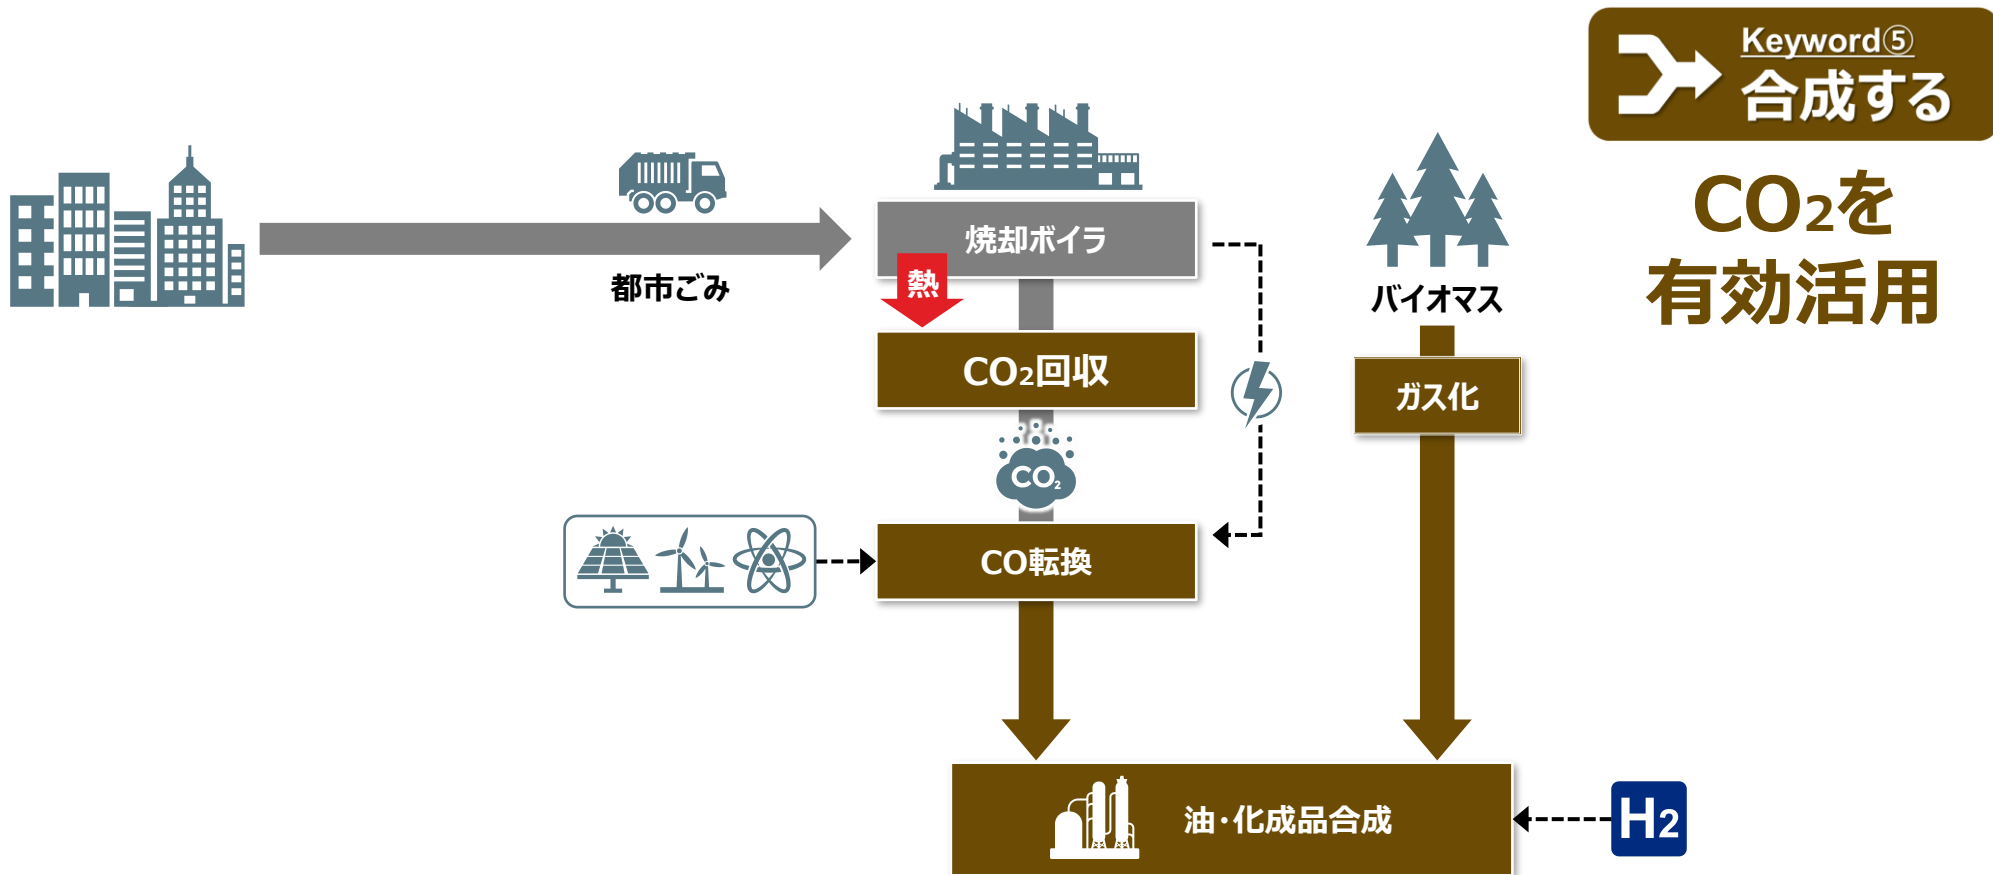 Keyword⑤
合成する
CO₂を
有効活用
都市ごみ
焼却ボイラ
熱
CO₂回収
CO₂
CO転換
バイオマス
ガス化
油・化成品合成
H₂